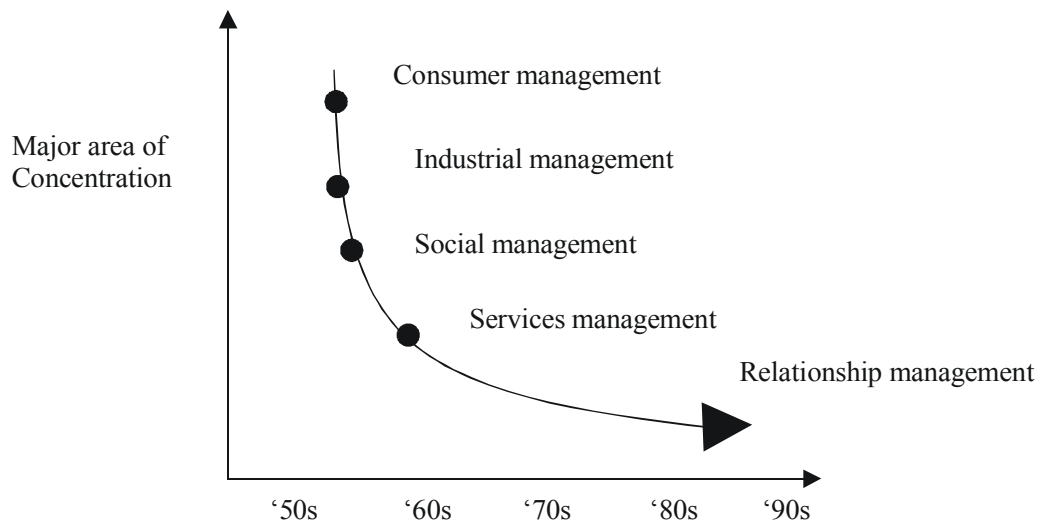 Consumer management
Major area of
Concentration
Industrial management
Social management
Services management
Relationship management
‘50s ‘60s ‘70s ‘80s ‘90s